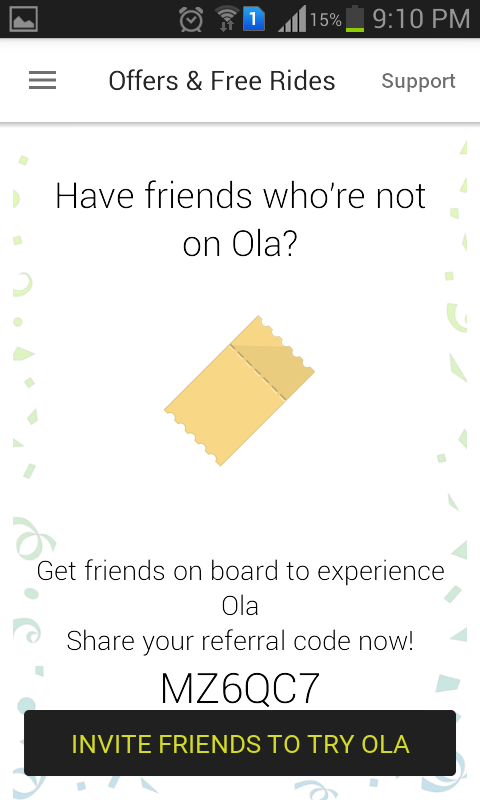 1 15% 9:10 PM
Offers & Free Rides Support
Have friends who're not
on Ola?
Get friends on board to experience
Ola
Share your referral code now!
MZ6QC7
INVITE FRIENDS TO TRY OLA